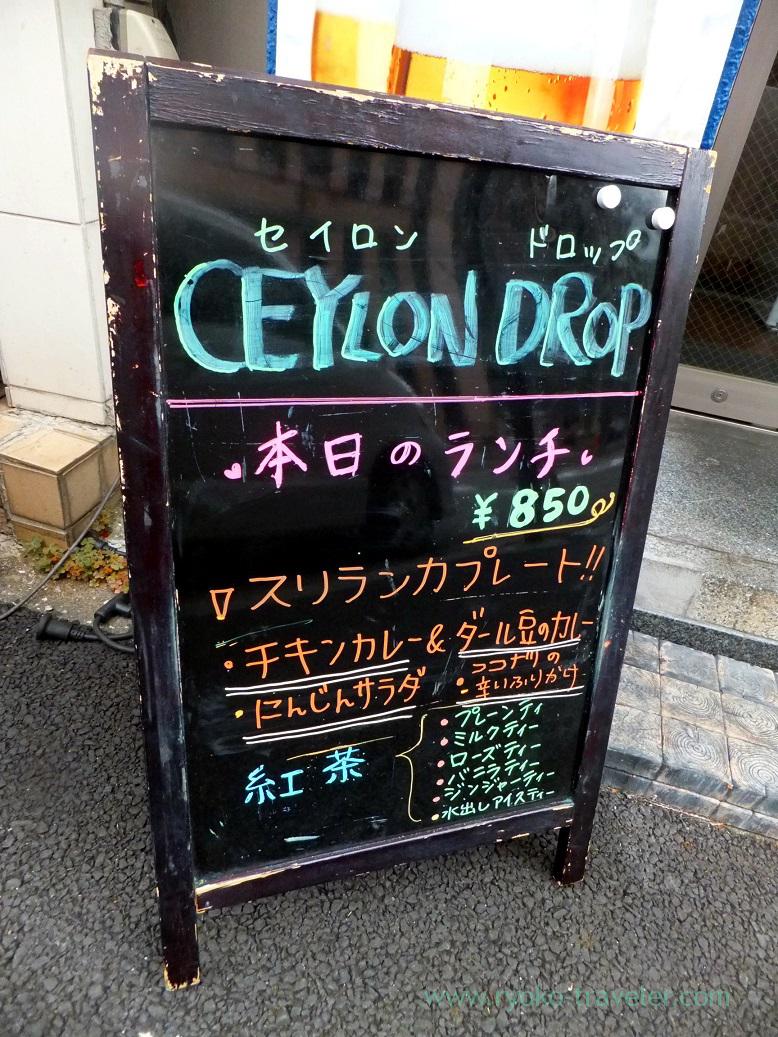 セイロン ドロップ
CEYLON DROP
本日のランチ
¥850
スリランカプレート!!
・チキンカレー & ダール豆のカレー
・にんじんサラダ ・ココナツの辛いふりかけ
紅茶
・プレーンティ
・ミルクティー
・ローズティー
・バニラティー
・ジンジャーティー
・水出しアイスティー
www.ryoko-traveler.com